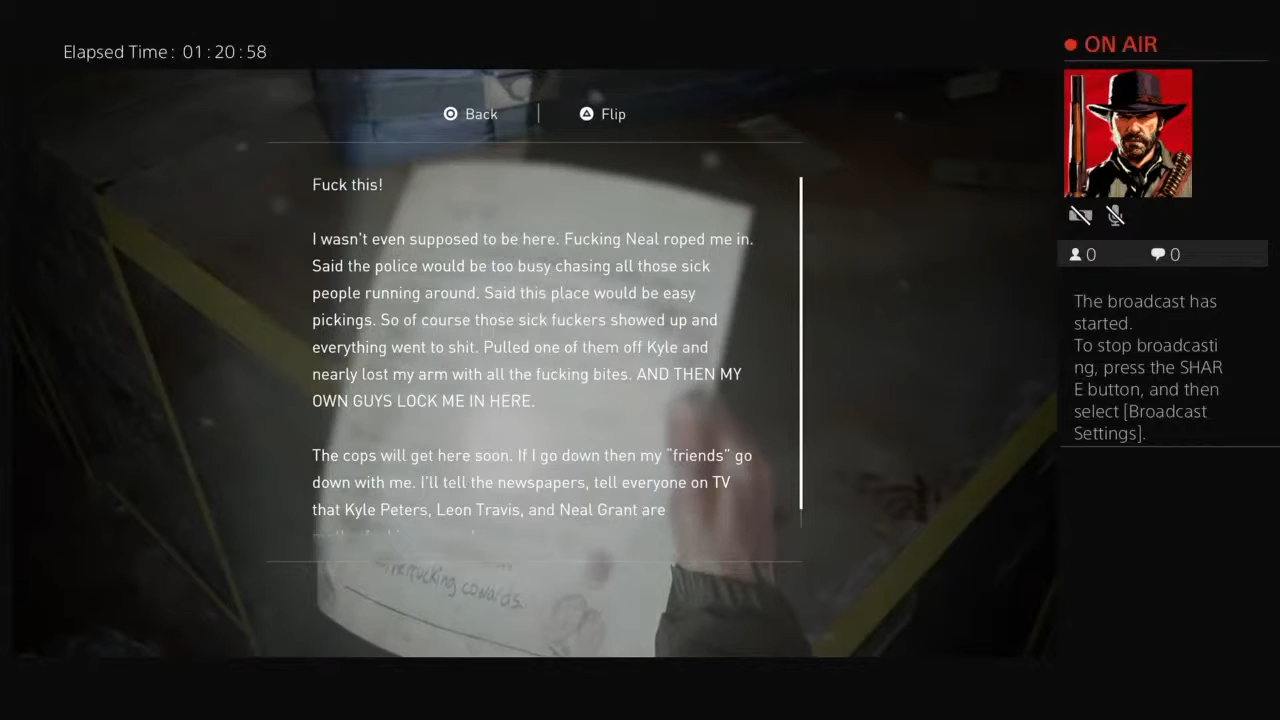 Elapsed Time: 01:20:58
Back
Flip
Fuck this!
I wasn't even supposed to be here. Fucking Neal roped me in.
Said the police would be too busy chasing all those sick
people running around. Said this place would be easy
pickings. So of course those sick fuckers showed up and
everything went to shit. Pulled one of them off Kyle and
nearly lost my arm with all the fucking bites. AND THEN MY
OWN GUYS LOCK ME IN HERE.
The cops will get here soon. If I go down then my "friends" go
down with me. I'll tell the newspapers, tell everyone on TV
that Kyle Peters, Leon Travis, and Neal Grant are
cowards.
ON AIR
0
0
The broadcast has
started.
To stop broadcasti
ng, press the SHAR
E button, and then
select [Broadcast
Settings].